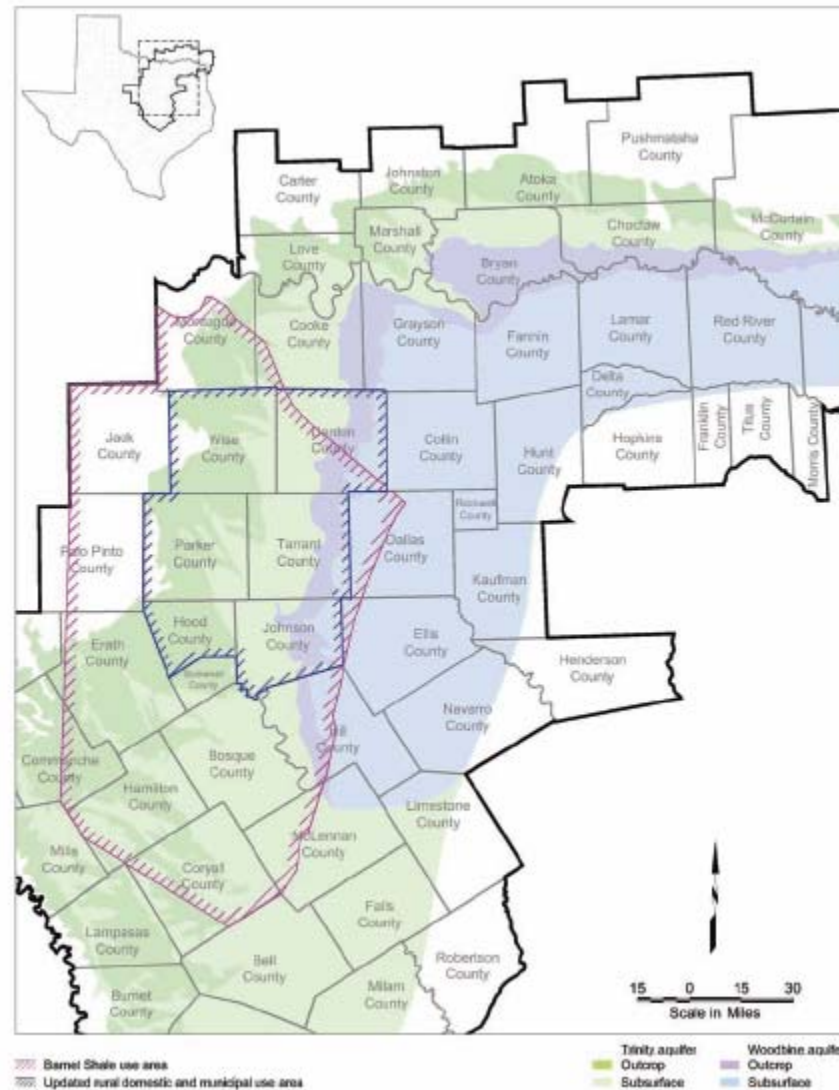 Pushmataha
County
Carter
County
Johnston
County
Atoka
County
McCurtain
County
Choctaw
County
Marshall
County
Love
County
Bryan
County
Montague
County
Cooke
County
Grayson
County
Fannin
County
Lamar
County
Red River
County
Delta
County
Jack
County
Wise
County
Denton
County
Collin
County
Hunt
County
Hopkins
County
Franklin
County
Titus
County
Morris County
Rockwall
County
Palo Pinto
County
Parker
County
Tarrant
County
Dallas
County
Kaufman
County
Erath
County
Hood
County
Johnson
County
Ellis
County
Henderson
County
County
Navarro
County
Hill
County
Bosque
County
Comanche
County
Hamilton
County
Limestone
County
McLennan
County
Mills
County
Coryell
County
Falls
County
Lampasas
County
Bell
County
Robertson
County
Burnet
County
Milam
County
15 0 15 30
Scale in Miles
Barnet Shale use area
Updated rural domestic and municipal use area
Trinity aquifer
Outcrop
Subsurface
Woodbine aquifer
Outcrop
Subsurface